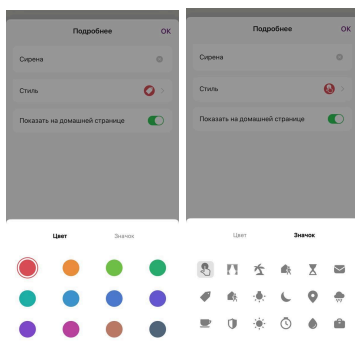 Подробнее
OK
Сирена
Стиль
Показать на домашней странице
Цвет
Значок
Подробнее
OK
Сирена
Стиль
Показать на домашней странице
Цвет
Значок